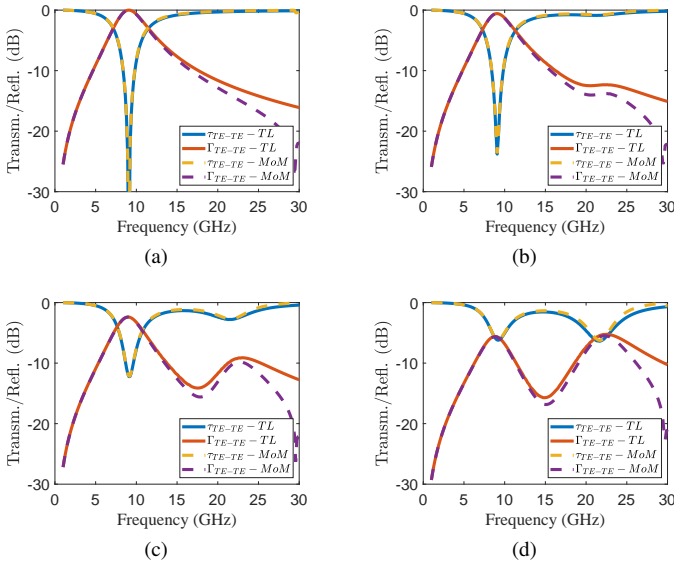 Transm./Refl. (dB)
0
-10
-20
-30
0 5 10 15 20 25 30
Frequency (GHz)
τTE−TE − TL
ΓTE−TE − TL
τTE−TE − MoM
ΓTE−TE − MoM
(a)
Transm./Refl. (dB)
0
-10
-20
-30
0 5 10 15 20 25 30
Frequency (GHz)
τTE−TE − TL
ΓTE−TE − TL
τTE−TE − MoM
ΓTE−TE − MoM
(b)
Transm./Refl. (dB)
0
-10
-20
-30
0 5 10 15 20 25 30
Frequency (GHz)
τTE−TE − TL
ΓTE−TE − TL
τTE−TE − MoM
ΓTE−TE − MoM
(c)
Transm./Refl. (dB)
0
-10
-20
-30
0 5 10 15 20 25 30
Frequency (GHz)
τTE−TE − TL
ΓTE−TE − TL
τTE−TE − MoM
ΓTE−TE − MoM
(d)